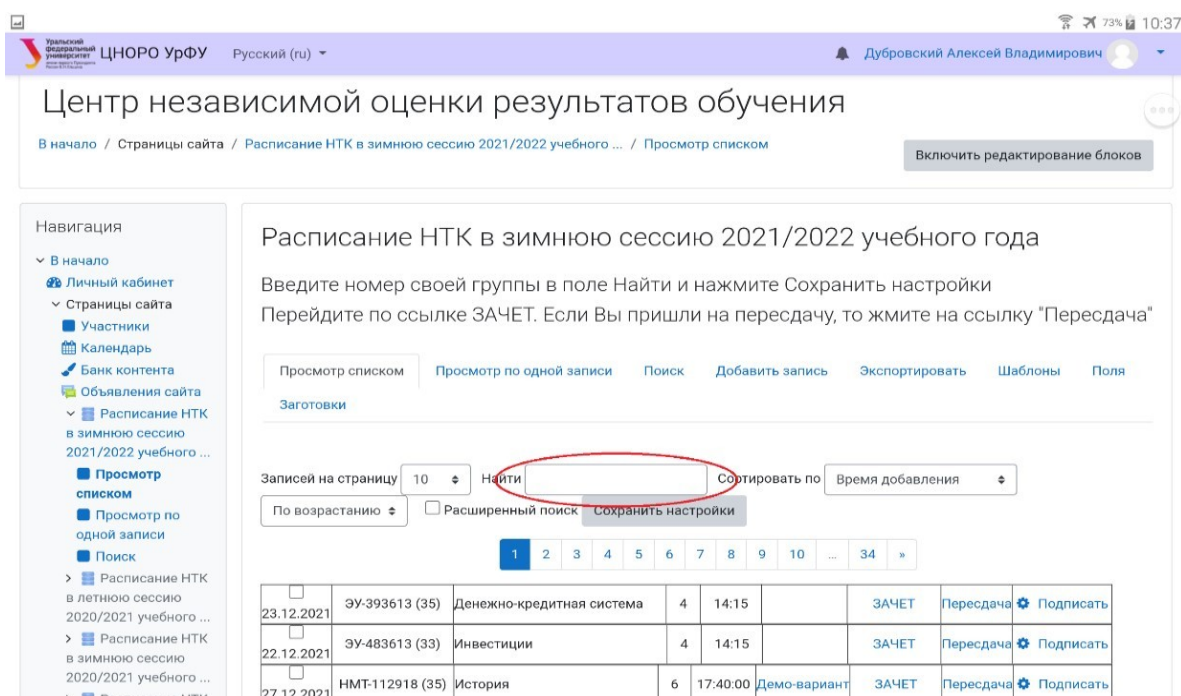 73% 10:37
Уральский
федеральный
университет
ЦНОРО УрФУ Русский (ru) Дубровский Алексей Владимирович
Центр независимой оценки результатов обучения
В начало / Страницы сайта / Расписание НТК в зимнюю сессию 2021/2022 учебного ... / Просмотр списком
Включить редактирование блоков
Навигация
В начало
Личный кабинет
Страницы сайта
Участники
Календарь
Банк контента
Объявления сайта
Расписание НТК
в зимнюю сессию
2021/2022 учебного ...
Просмотр
списком
Просмотр по
одной записи
Поиск
Расписание НТК
в летнюю сессию
2020/2021 учебного ...
Расписание НТК
в зимнюю сессию
2020/2021 учебного ...
Расписание НТК в зимнюю сессию 2021/2022 учебного года
Введите номер своей группы в поле Найти и нажмите Сохранить настройки
Перейдите по ссылке ЗАЧЕТ. Если Вы пришли на пересдачу, то жмите на ссылку "Пересдача"
Просмотр списком Просмотр по одной записи Поиск Добавить запись Экспортировать Шаблоны Поля
Заготовки
Записей на страницу 10 Найти Сортировать по Время добавления
По возрастанию Расширенный поиск Сохранить настройки
1 2 3 4 5 6 7 8 9 10 ... 34 »
23.12.2021 ЭУ-393613 (35) Денежно-кредитная система 4 14:15 ЗАЧЕТ Пересдача Подписать
22.12.2021 ЭУ-483613 (33) Инвестиции 4 14:15 ЗАЧЕТ Пересдача Подписать
27.12.2021 НМТ-112918 (35) История 6 17:40:00 Демо-вариант ЗАЧЕТ Пересдача Подписать